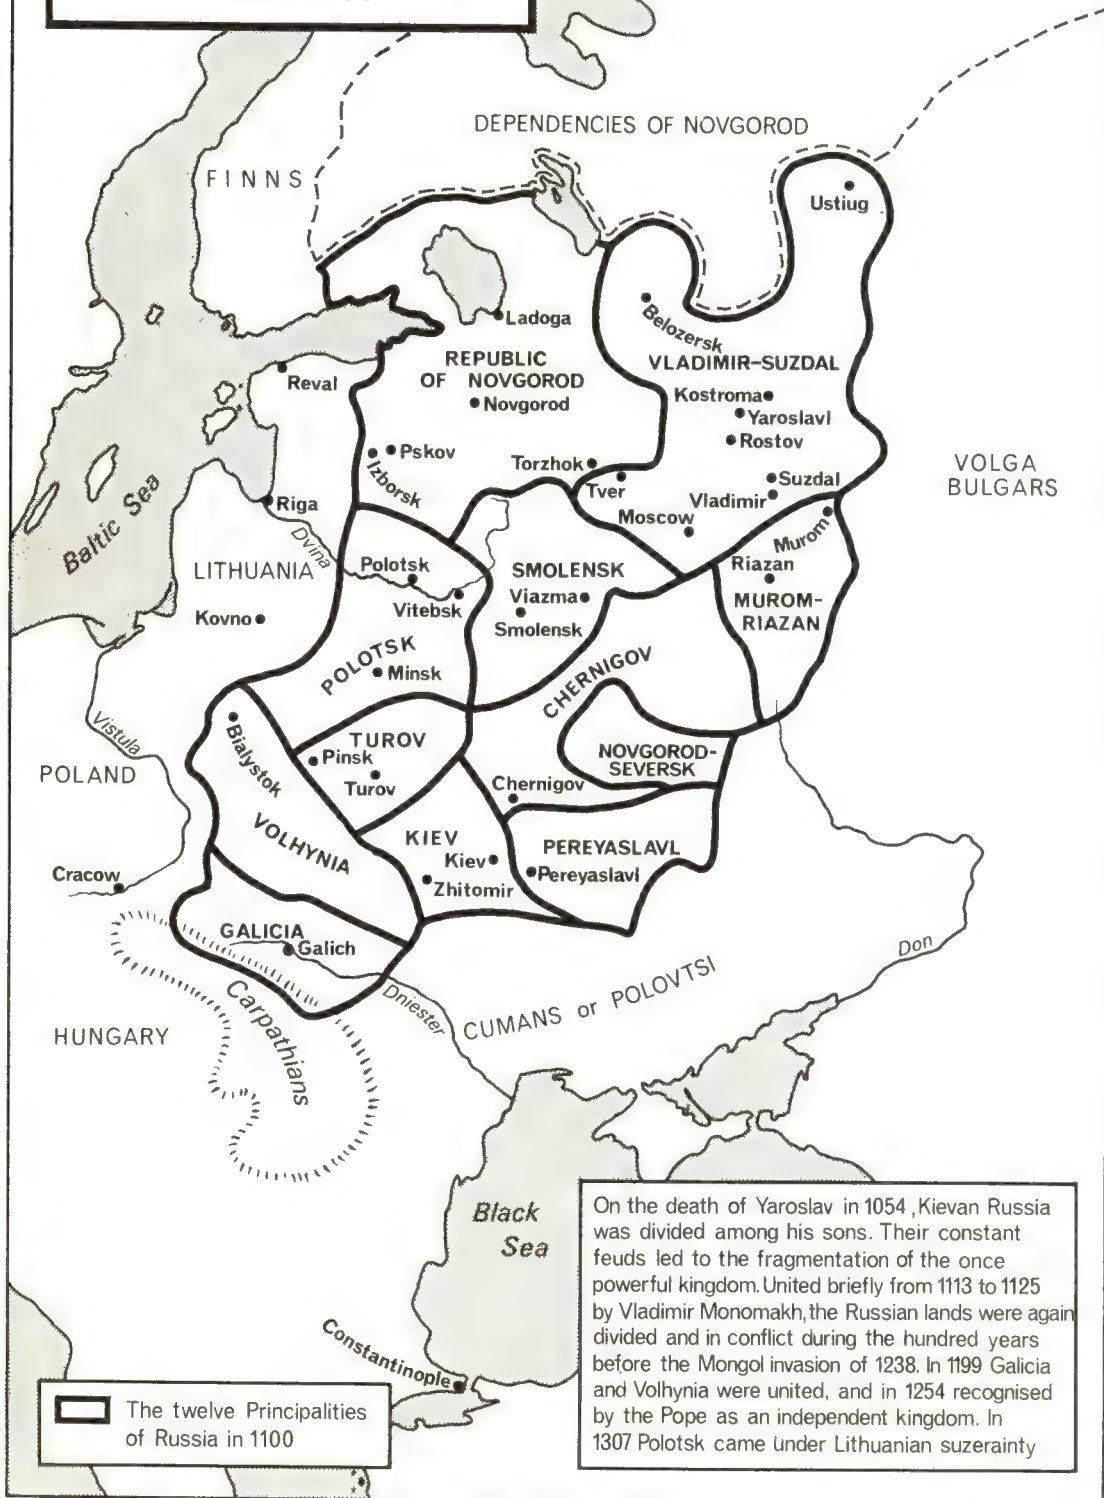 DEPENDENCIES OF NOVGOROD
FINNS
Ustiug
Ladoga
Belozersk
REPUBLIC
OF NOVGOROD
VLADIMIR-SUZDAL
Reval
Novgorod
Kostroma
Yaroslavl
Rostov
Pskov
Izborsk
Torzhok
Tver
Suzdal
Vladimir
VOLGA
BULGARS
Baltic Sea
Riga
Dvina
Moscow
Murom
LITHUANIA
Polotsk
SMOLENSK
Riazan
Vitebsk
Viazma
MUROM-
RIAZAN
Kovno
Smolensk
POLOTSK
Minsk
CHERNIGOV
Vistula
Bialystok
TUROV
Pinsk
NOVGOROD-
SEVERSK
POLAND
Turov
Chernigov
VOLHYNIA
KIEV
Kiev
PEREYASLAVL
Cracow
Zhitomir
Pereyaslavl
GALICIA
Galich
Don
Carpathians
Dniester
CUMANS or POLOVTSI
HUNGARY
Black
Sea
Constantinople
The twelve Principalities
of Russia in 1100
On the death of Yaroslav in 1054, Kievan Russia
was divided among his sons. Their constant
feuds led to the fragmentation of the once
powerful kingdom. United briefly from 1113 to 1125
by Vladimir Monomakh, the Russian lands were again
divided and in conflict during the hundred years
before the Mongol invasion of 1238. In 1199 Galicia
and Volhynia were united, and in 1254 recognised
by the Pope as an independent kingdom. In
1307 Polotsk came under Lithuanian suzerainty